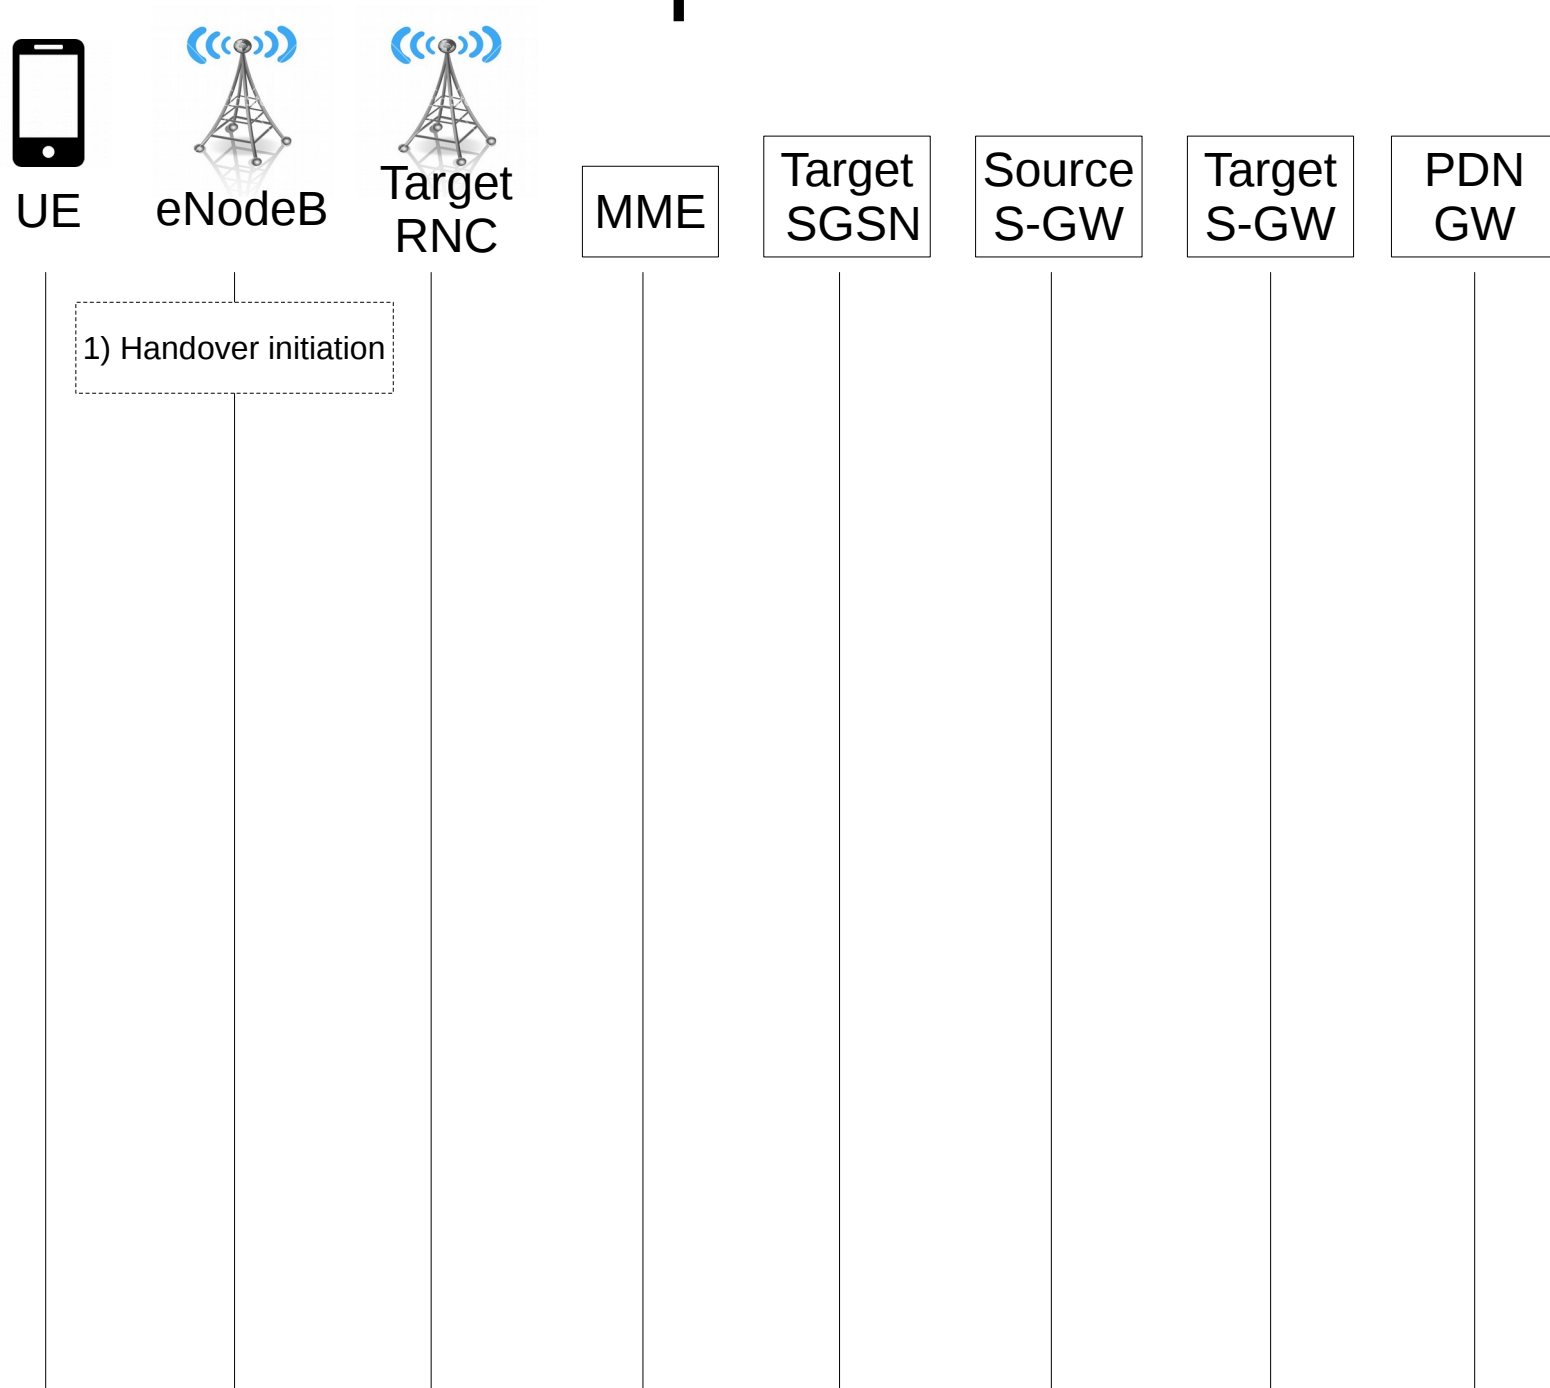 UE
eNodeB
Target
RNC
MME
Target
SGSN
Source
S-GW
Target
S-GW
PDN
GW
1) Handover initiation